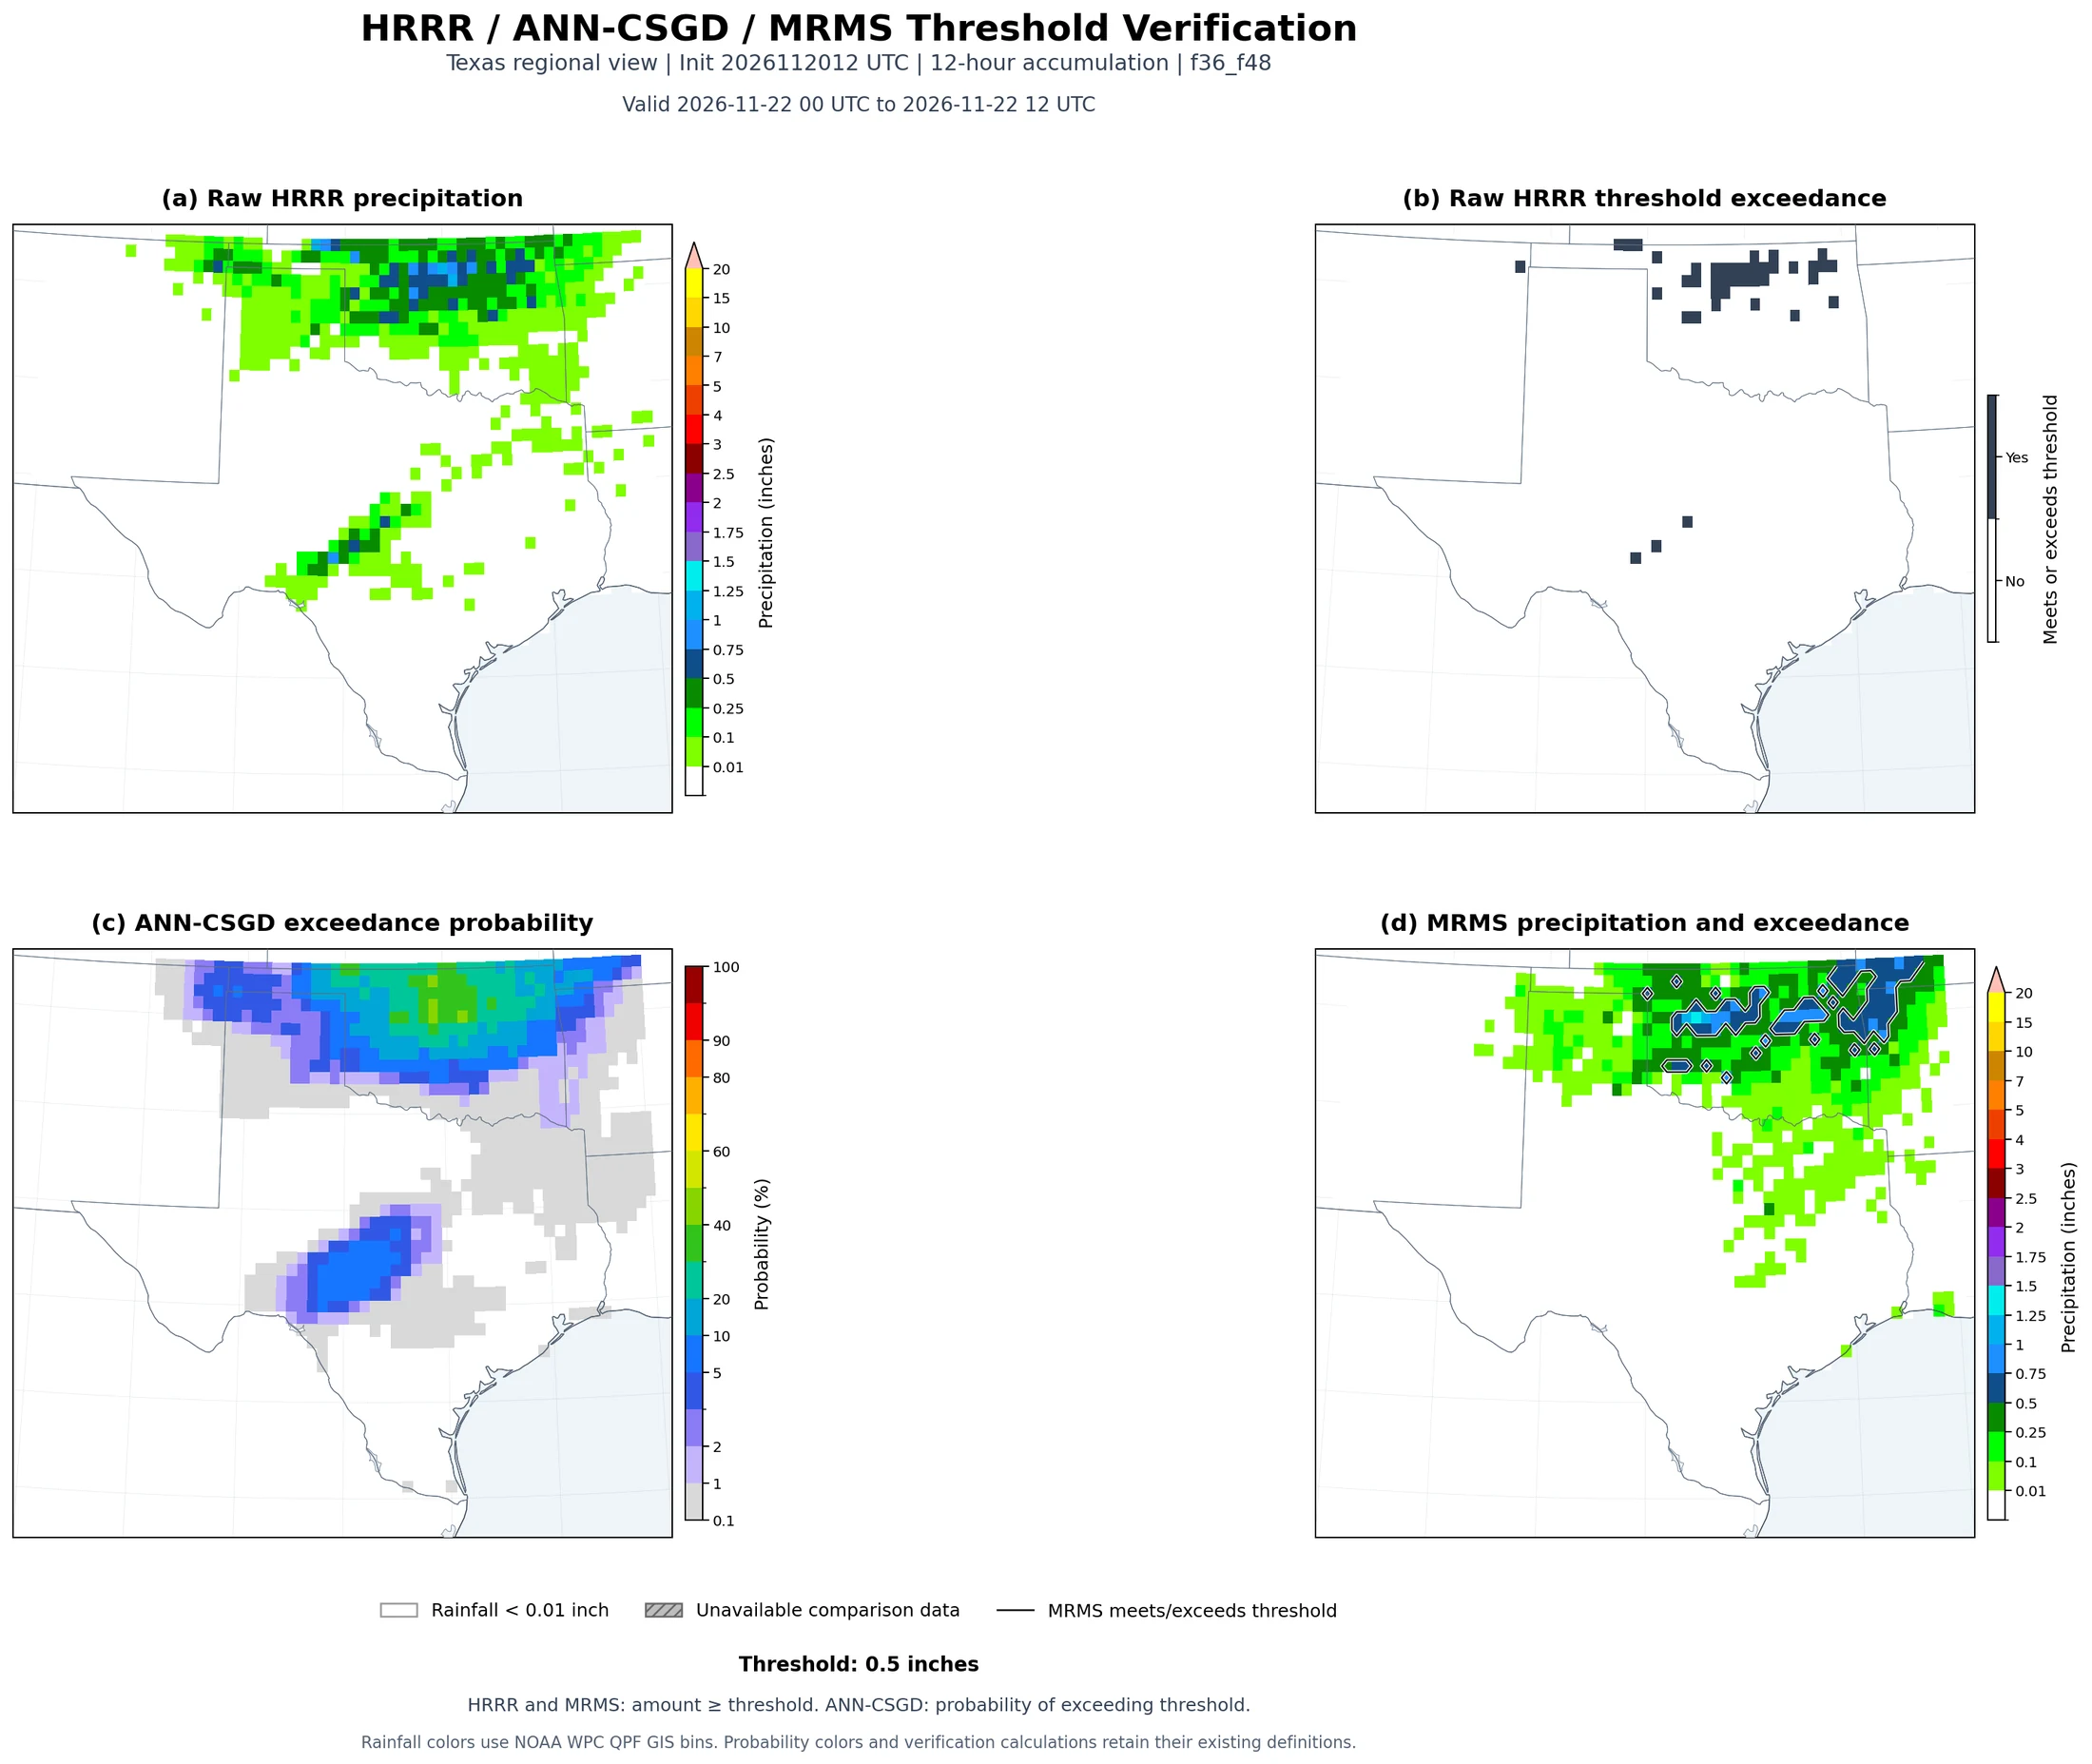 HRRR / ANN-CSGD / MRMS Threshold Verification
Texas regional view | Init 2026112012 UTC | 12-hour accumulation | f36_f48
Valid 2026-11-22 00 UTC to 2026-11-22 12 UTC
(a) Raw HRRR precipitation
20
15
10
7
5
4
3
2.5
2
1.75
1.5
1.25
1
0.75
0.5
0.25
0.1
0.01
Precipitation (inches)
(b) Raw HRRR threshold exceedance
Yes
No
Meets or exceeds threshold
(c) ANN-CSGD exceedance probability
100
90
80
60
40
20
10
5
2
1
0.1
Probability (%)
(d) MRMS precipitation and exceedance
20
15
10
7
5
4
3
2.5
2
1.75
1.5
1.25
1
0.75
0.5
0.25
0.1
0.01
Precipitation (inches)
Rainfall < 0.01 inch
Unavailable comparison data
MRMS meets/exceeds threshold
Threshold: 0.5 inches
HRRR and MRMS: amount ≥ threshold. ANN-CSGD: probability of exceeding threshold.
Rainfall colors use NOAA WPC QPF GIS bins. Probability colors and verification calculations retain their existing definitions.